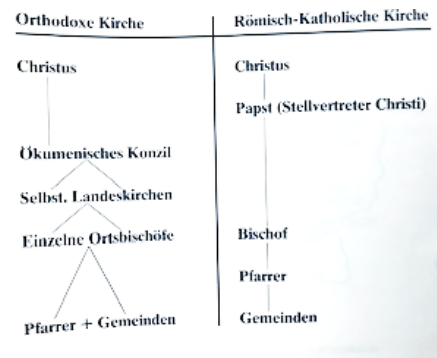 Orthodoxe Kirche
Christus
Ökumenisches Konzil
Selbst. Landeskirchen
Einzelne Ortsbischöfe
Pfarrer + Gemeinden
Römisch-Katholische Kirche
Christus
Papst (Stellvertreter Christi)
Bischof
Pfarrer
Gemeinden